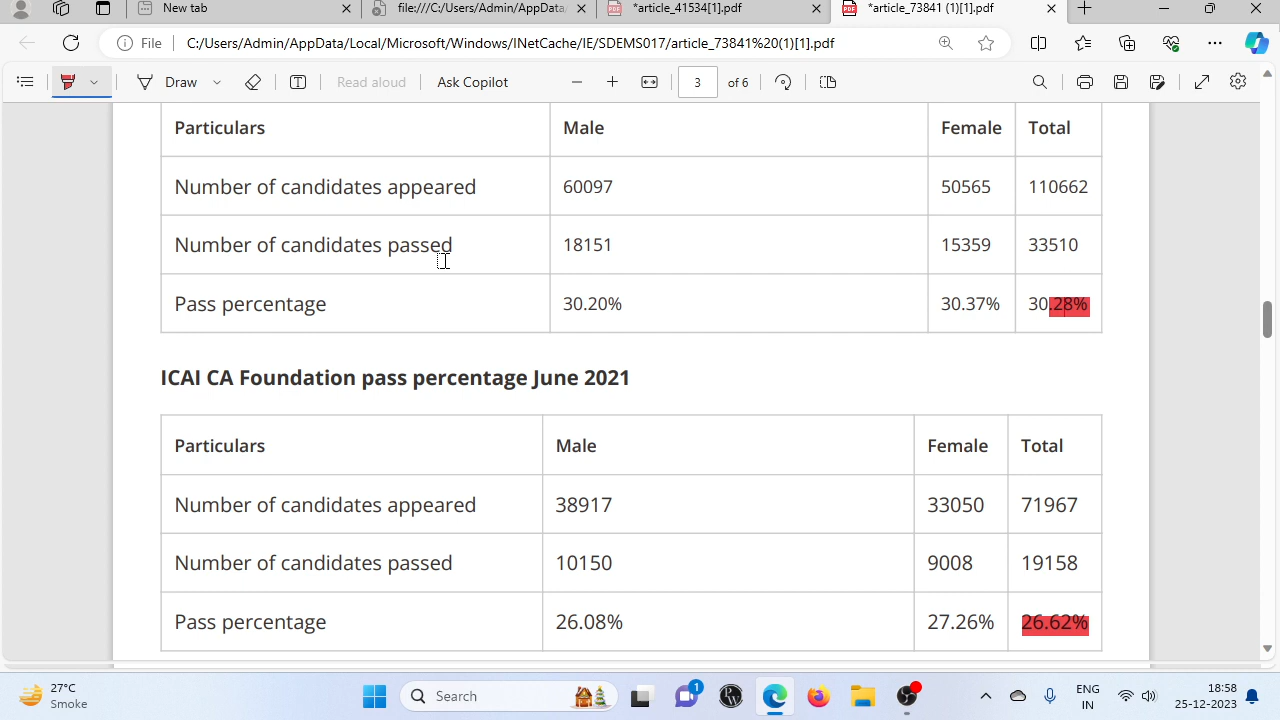 New tab
file:///C:/Users/Admin/AppData/
*article_41534[1].pdf
*article_73841 (1)[1].pdf
File
C:/Users/Admin/AppData/Local/Microsoft/Windows/INetCache/IE/SDEMS017/article_73841%20(1)[1].pdf
Draw
Read aloud
Ask Copilot
3 of 6
Particulars Male Female Total
Number of candidates appeared 60097 50565 110662
Number of candidates passed 18151 15359 33510
Pass percentage 30.20% 30.37% 30.28%
ICAI CA Foundation pass percentage June 2021
Particulars Male Female Total
Number of candidates appeared 38917 33050 71967
Number of candidates passed 10150 9008 19158
Pass percentage 26.08% 27.26% 26.62%
27°C
Smoke
Search
1
ENG
IN
18:58
25-12-2023